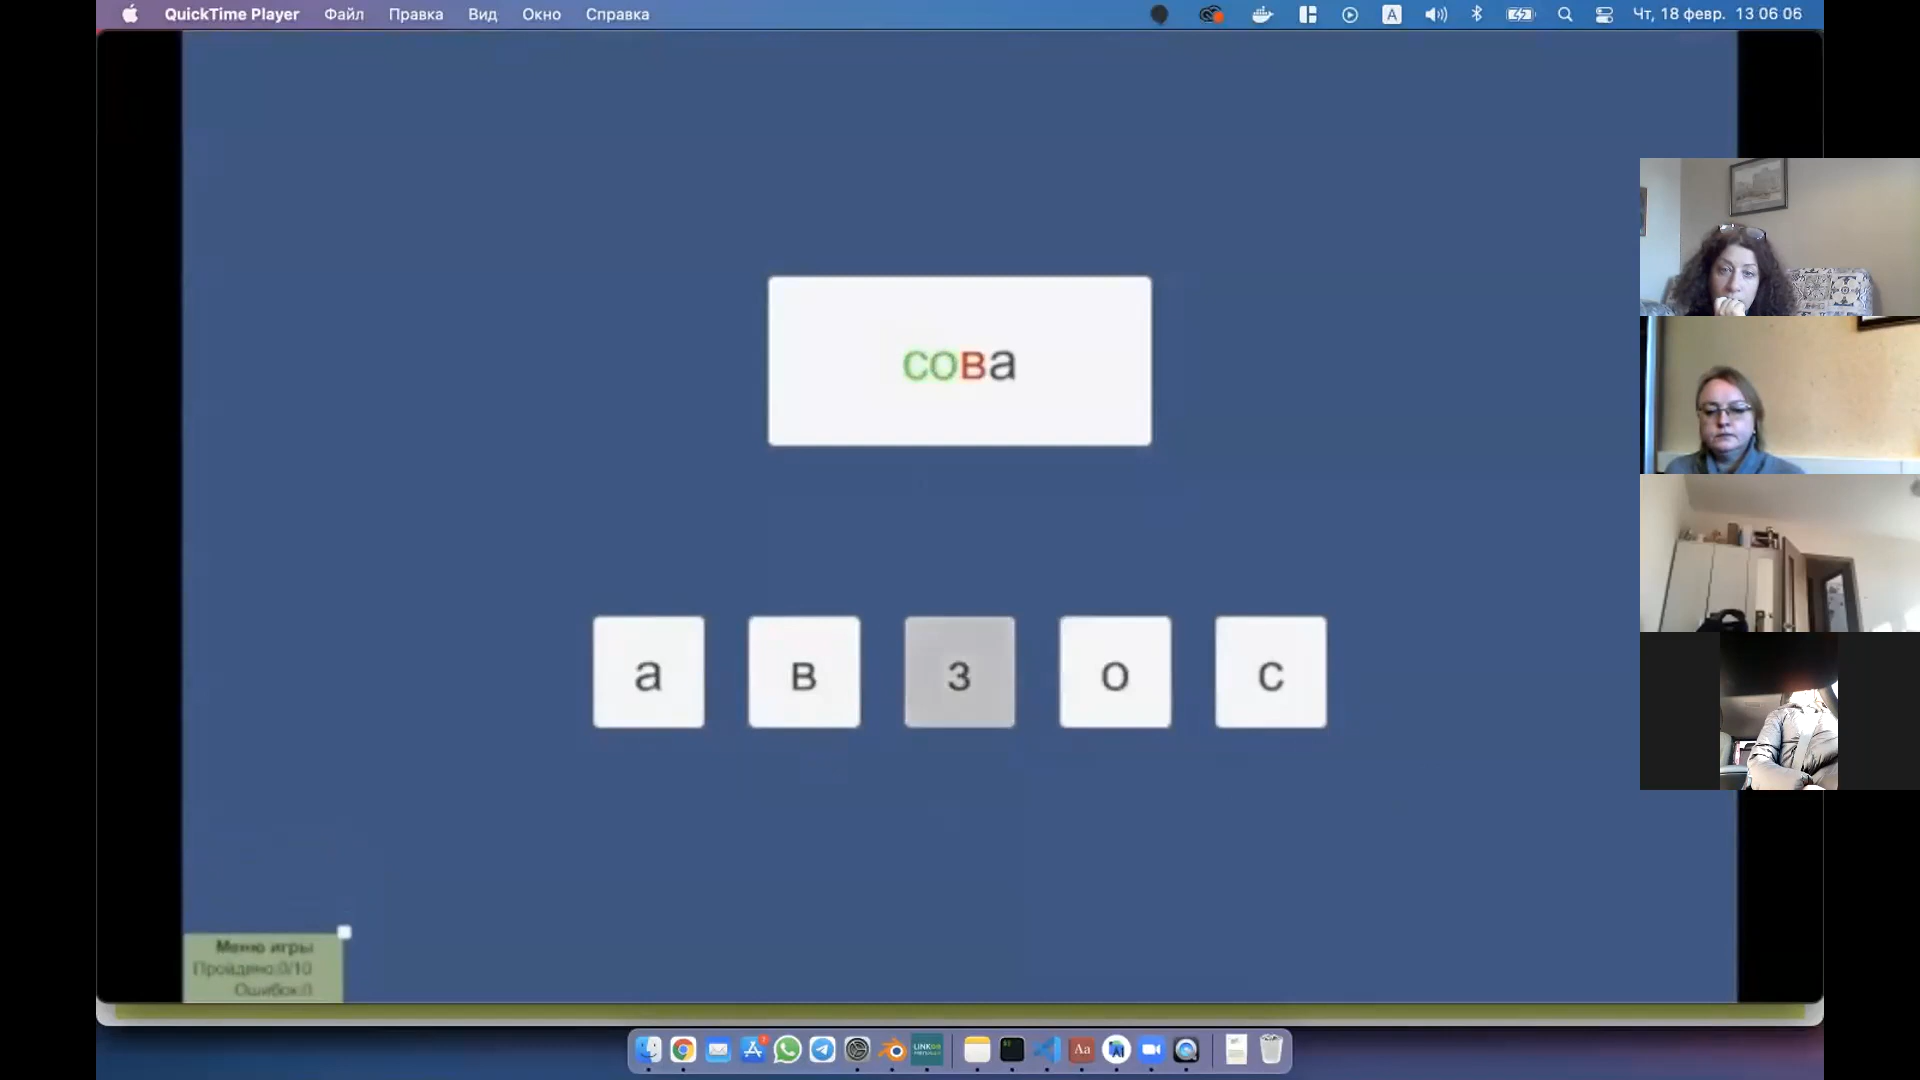 QuickTime Player Файл Правка Вид Окно Справка A Чт, 18 февр. 13 06 06
сова
а в з о с
Меню игры
Пройдено:0/10
Ошибок:0
Aa